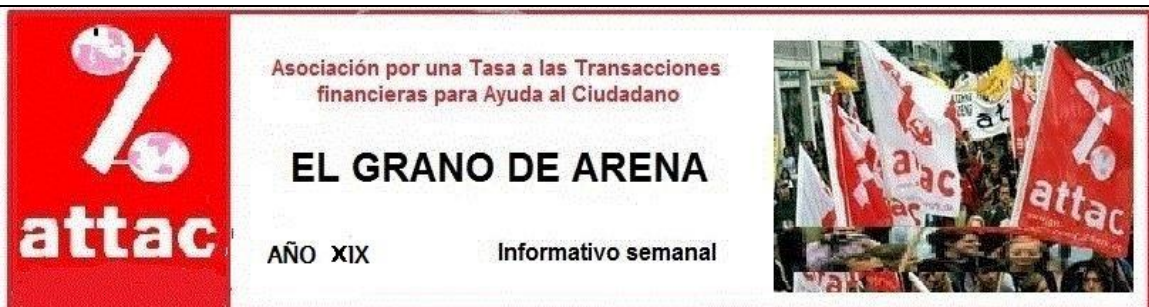 attac
Asociación por una Tasa a las Transacciones
financieras para Ayuda al Ciudadano
EL GRANO DE ARENA
AÑO XIX
Informativo semanal
attac
attac
at